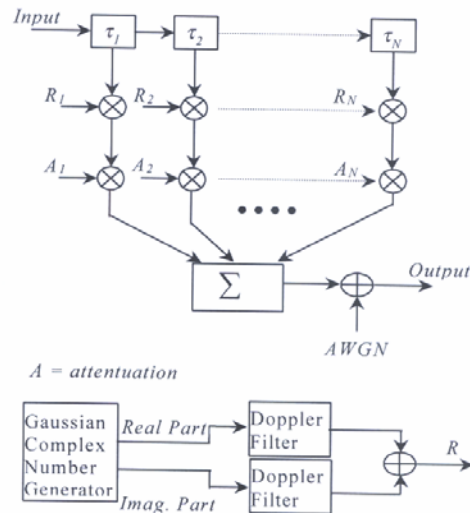 Input
τ1 τ2 τN
R1 R2 RN
A1 A2 AN
Σ
Output
AWGN
A = attentuation
Gaussian
Complex
Number
Generator
Real Part
Imag. Part
Doppler
Filter
Doppler
Filter
R